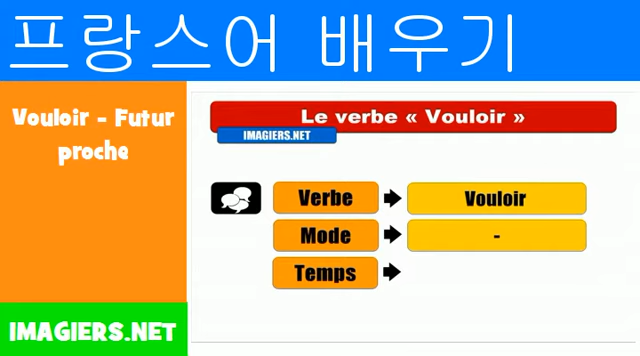 프랑스어 배우기
Vouloir - Futur
proche
IMAGIERS.NET
Le verbe « Vouloir »
IMAGIERS.NET
Verbe Vouloir
Mode -
Temps